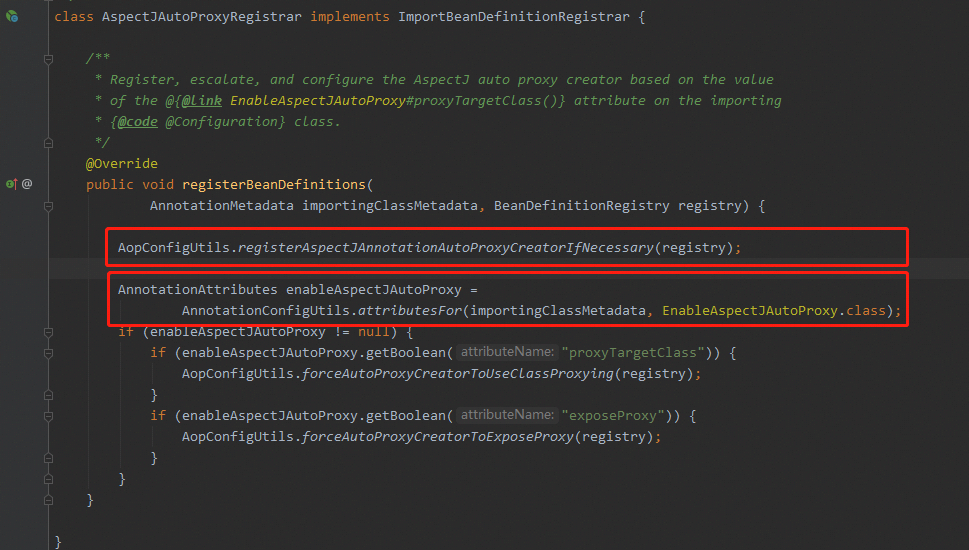 class AspectJAutoProxyRegistrar implements ImportBeanDefinitionRegistrar {
/**
* Register, escalate, and configure the AspectJ auto proxy creator based on the value
* of the @{@link EnableAspectJAutoProxy#proxyTargetClass()} attribute on the importing
* {@code @Configuration} class.
*/
@Override
public void registerBeanDefinitions(
AnnotationMetadata importingClassMetadata, BeanDefinitionRegistry registry) {
AopConfigUtils.registerAspectJAnnotationAutoProxyCreatorIfNecessary(registry);
AnnotationAttributes enableAspectJAutoProxy =
AnnotationConfigUtils.attributesFor(importingClassMetadata, EnableAspectJAutoProxy.class);
if (enableAspectJAutoProxy != null) {
if (enableAspectJAutoProxy.getBoolean( attributeName: "proxyTargetClass")) {
AopConfigUtils.forceAutoProxyCreatorToUseClassProxying(registry);
}
if (enableAspectJAutoProxy.getBoolean( attributeName: "exposeProxy")) {
AopConfigUtils.forceAutoProxyCreatorToExposeProxy(registry);
}
}
}
}